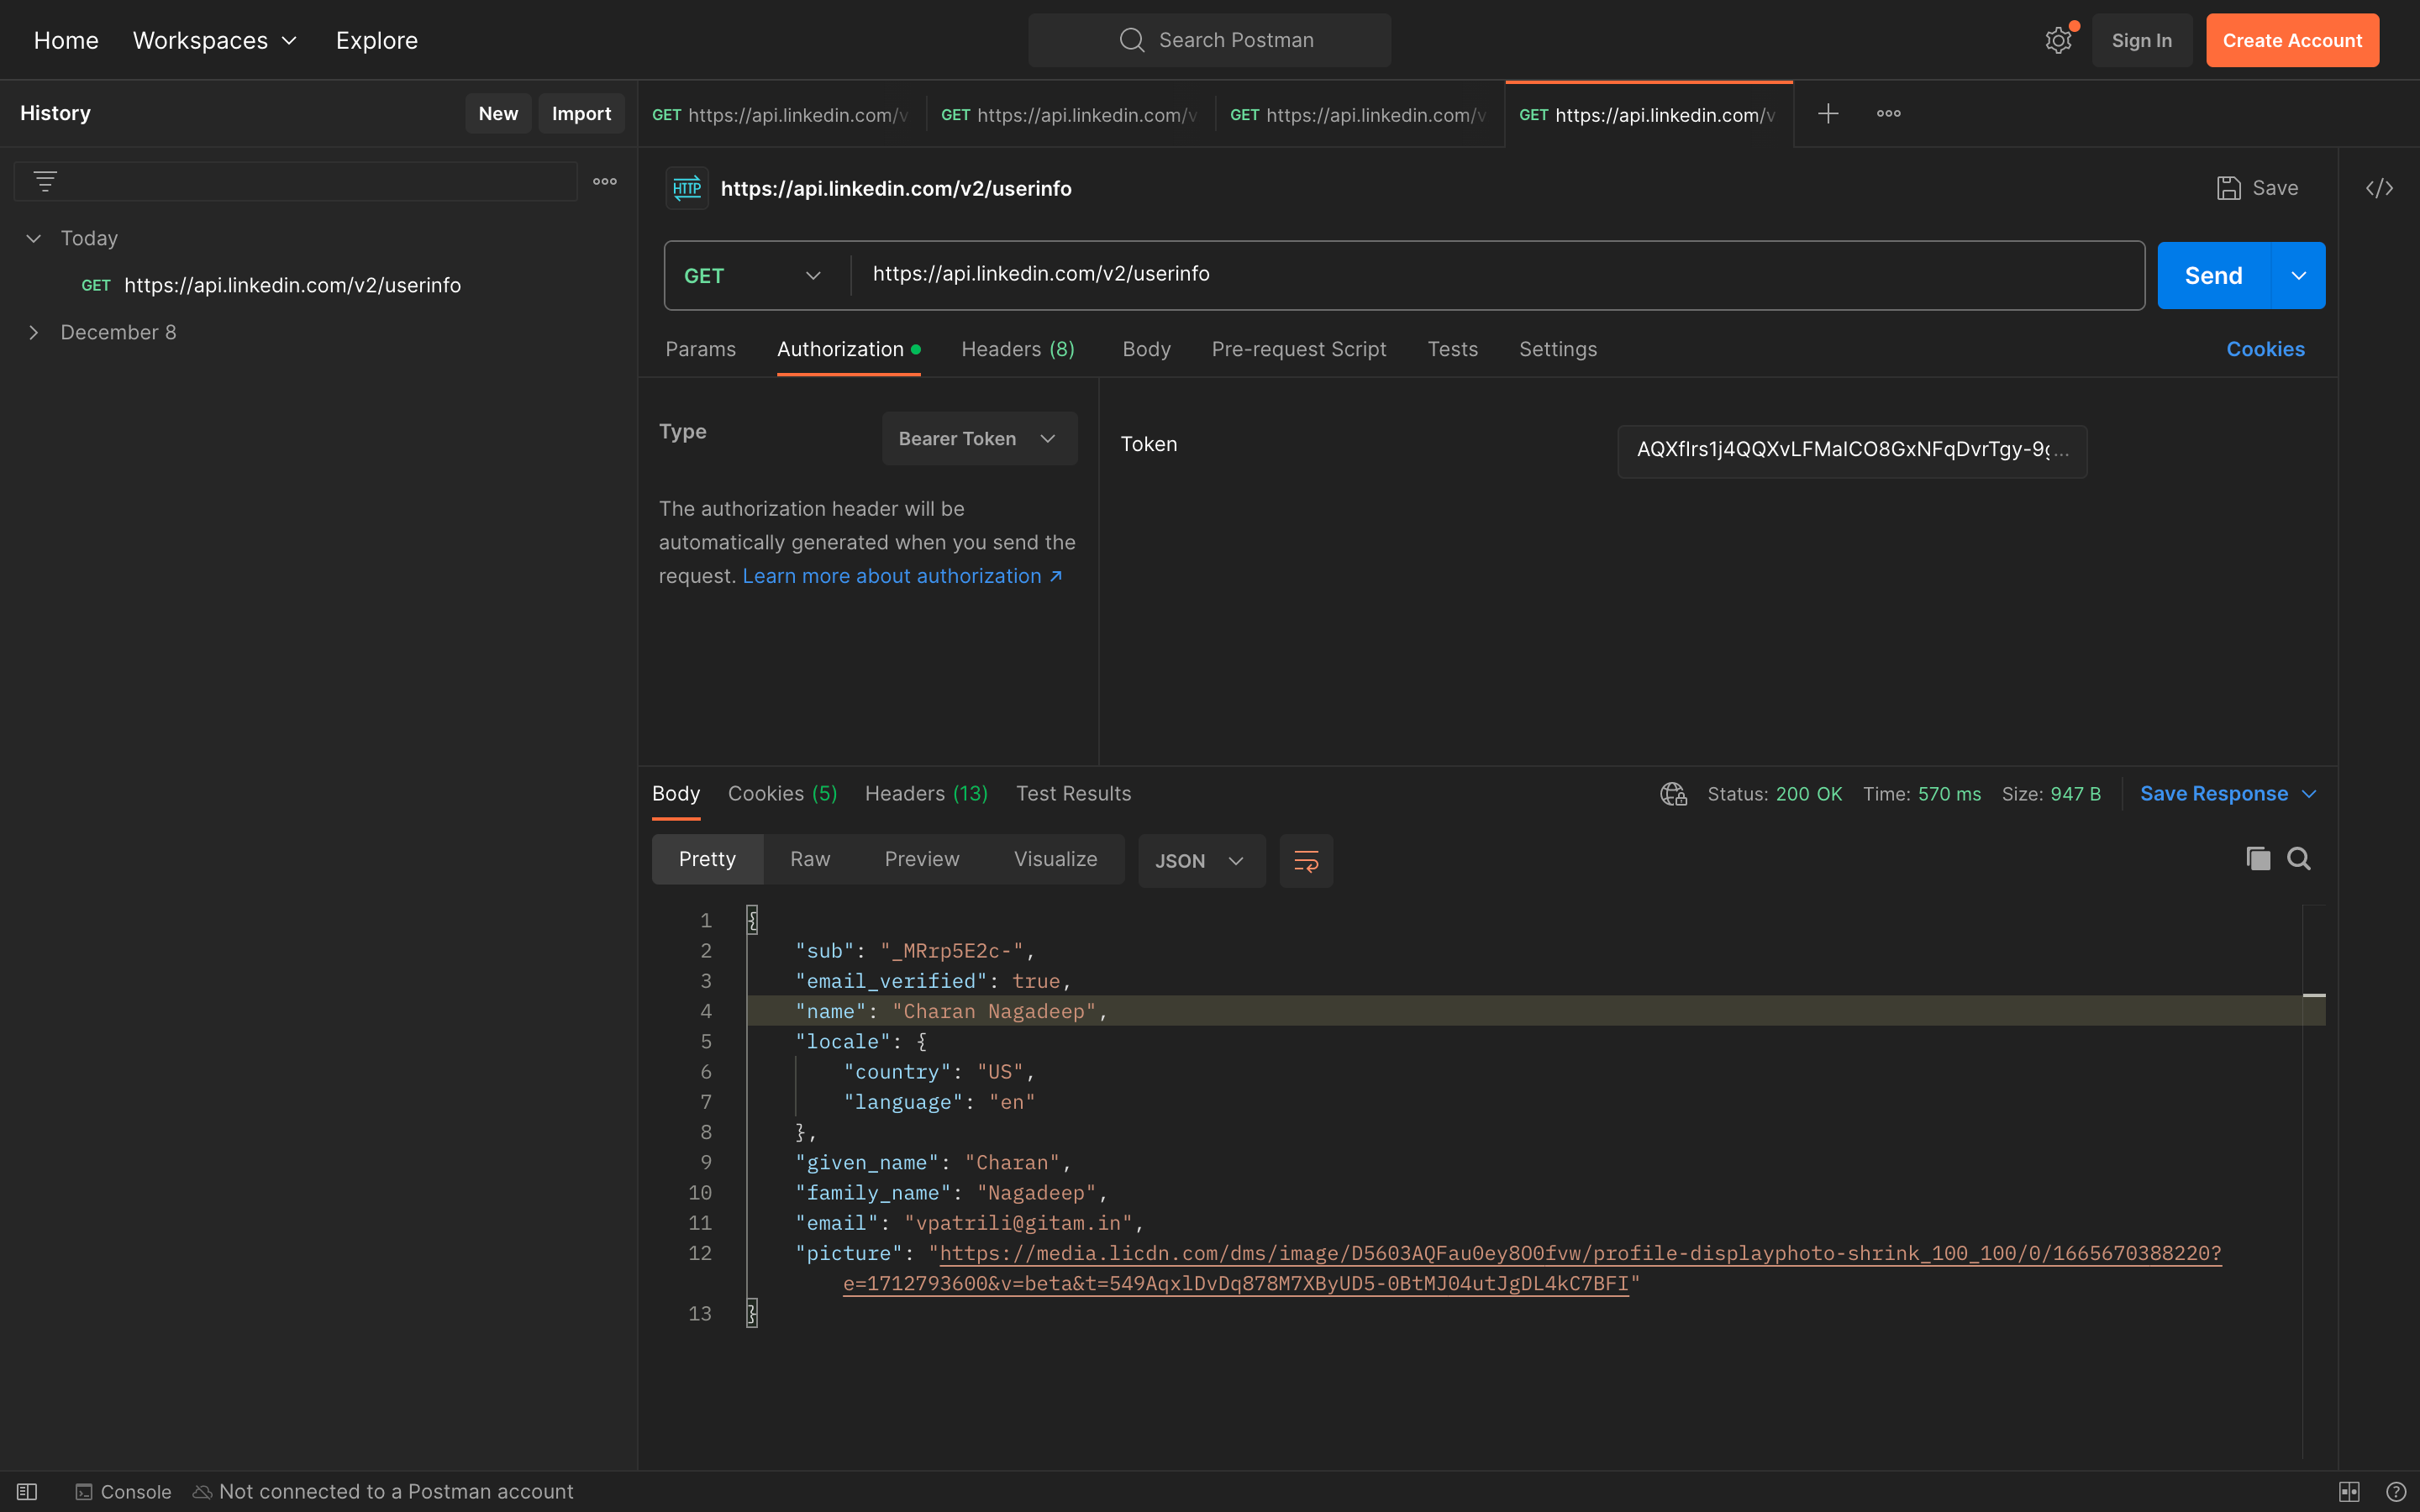 Home Workspaces Explore Search Postman Sign In Create Account
History New Import
GET https://api.linkedin.com/v GET https://api.linkedin.com/v GET https://api.linkedin.com/v GET https://api.linkedin.com/v
Today
GET https://api.linkedin.com/v2/userinfo
December 8
HTTP https://api.linkedin.com/v2/userinfo Save
GET https://api.linkedin.com/v2/userinfo Send
Params Authorization Headers (8) Body Pre-request Script Tests Settings Cookies
Type Bearer Token
The authorization header will be
automatically generated when you send the
request. Learn more about authorization ↗
Token
Body Cookies (5) Headers (13) Test Results Status: 200 OK Time: 570 ms Size: 947 B Save Response
Pretty Raw Preview Visualize JSON
1 {
2 "sub": "_MRrp5E2c-",
3 "email_verified": true,
4 "name": "Charan Nagadeep",
5 "locale": {
6 "country": "US",
7 "language": "en"
8 },
9 "given_name": "Charan",
10 "family_name": "Nagadeep",
11 "email": "vpatrili@gitam.in",
12 "picture": "https://media.licdn.com/dms/image/D5603AQFau0ey8O0fvw/profile-displayphoto-shrink_100_100/0/1665670388220?
e=1712793600&v=beta&t=549AqxlDvDq878M7XByUD5-0BtMJ04utJgDL4kC7BFI"
13 }
Console Not connected to a Postman account